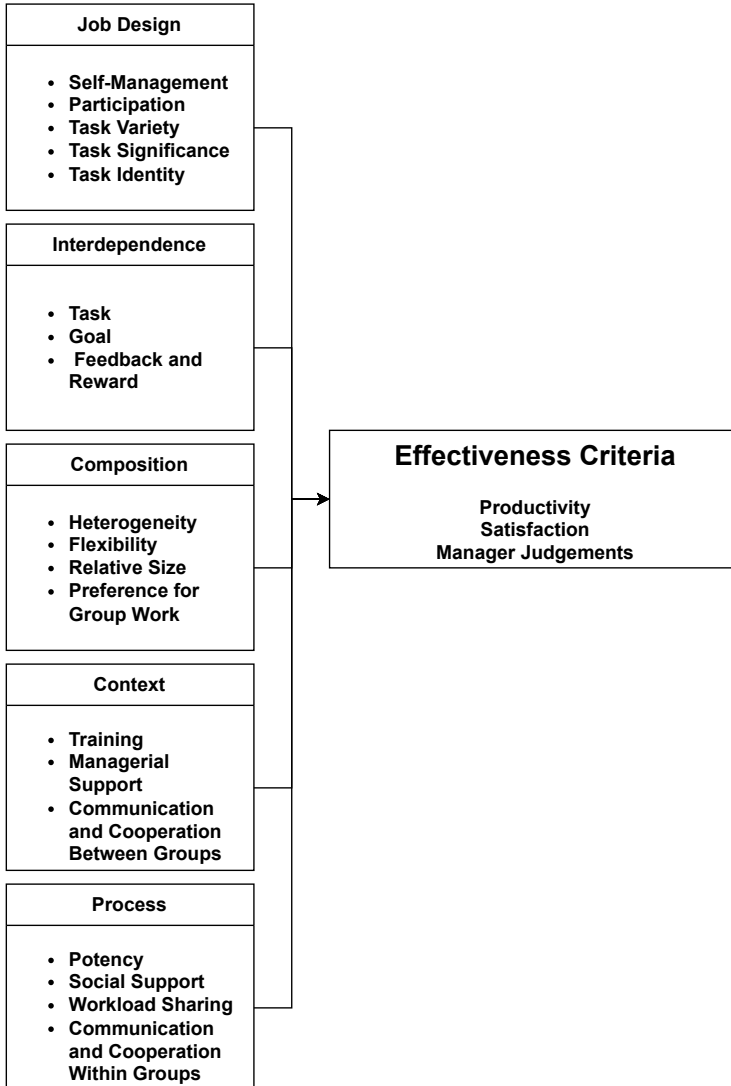 Job Design
• Self-Management
• Participation
• Task Variety
• Task Significance
• Task Identity
Interdependence
• Task
• Goal
• Feedback and
Reward
Composition
• Heterogeneity
• Flexibility
• Relative Size
• Preference for
Group Work
Context
• Training
• Managerial
Support
• Communication
and Cooperation
Between Groups
Process
• Potency
• Social Support
• Workload Sharing
• Communication
and Cooperation
Within Groups
Effectiveness Criteria
Productivity
Satisfaction
Manager Judgements